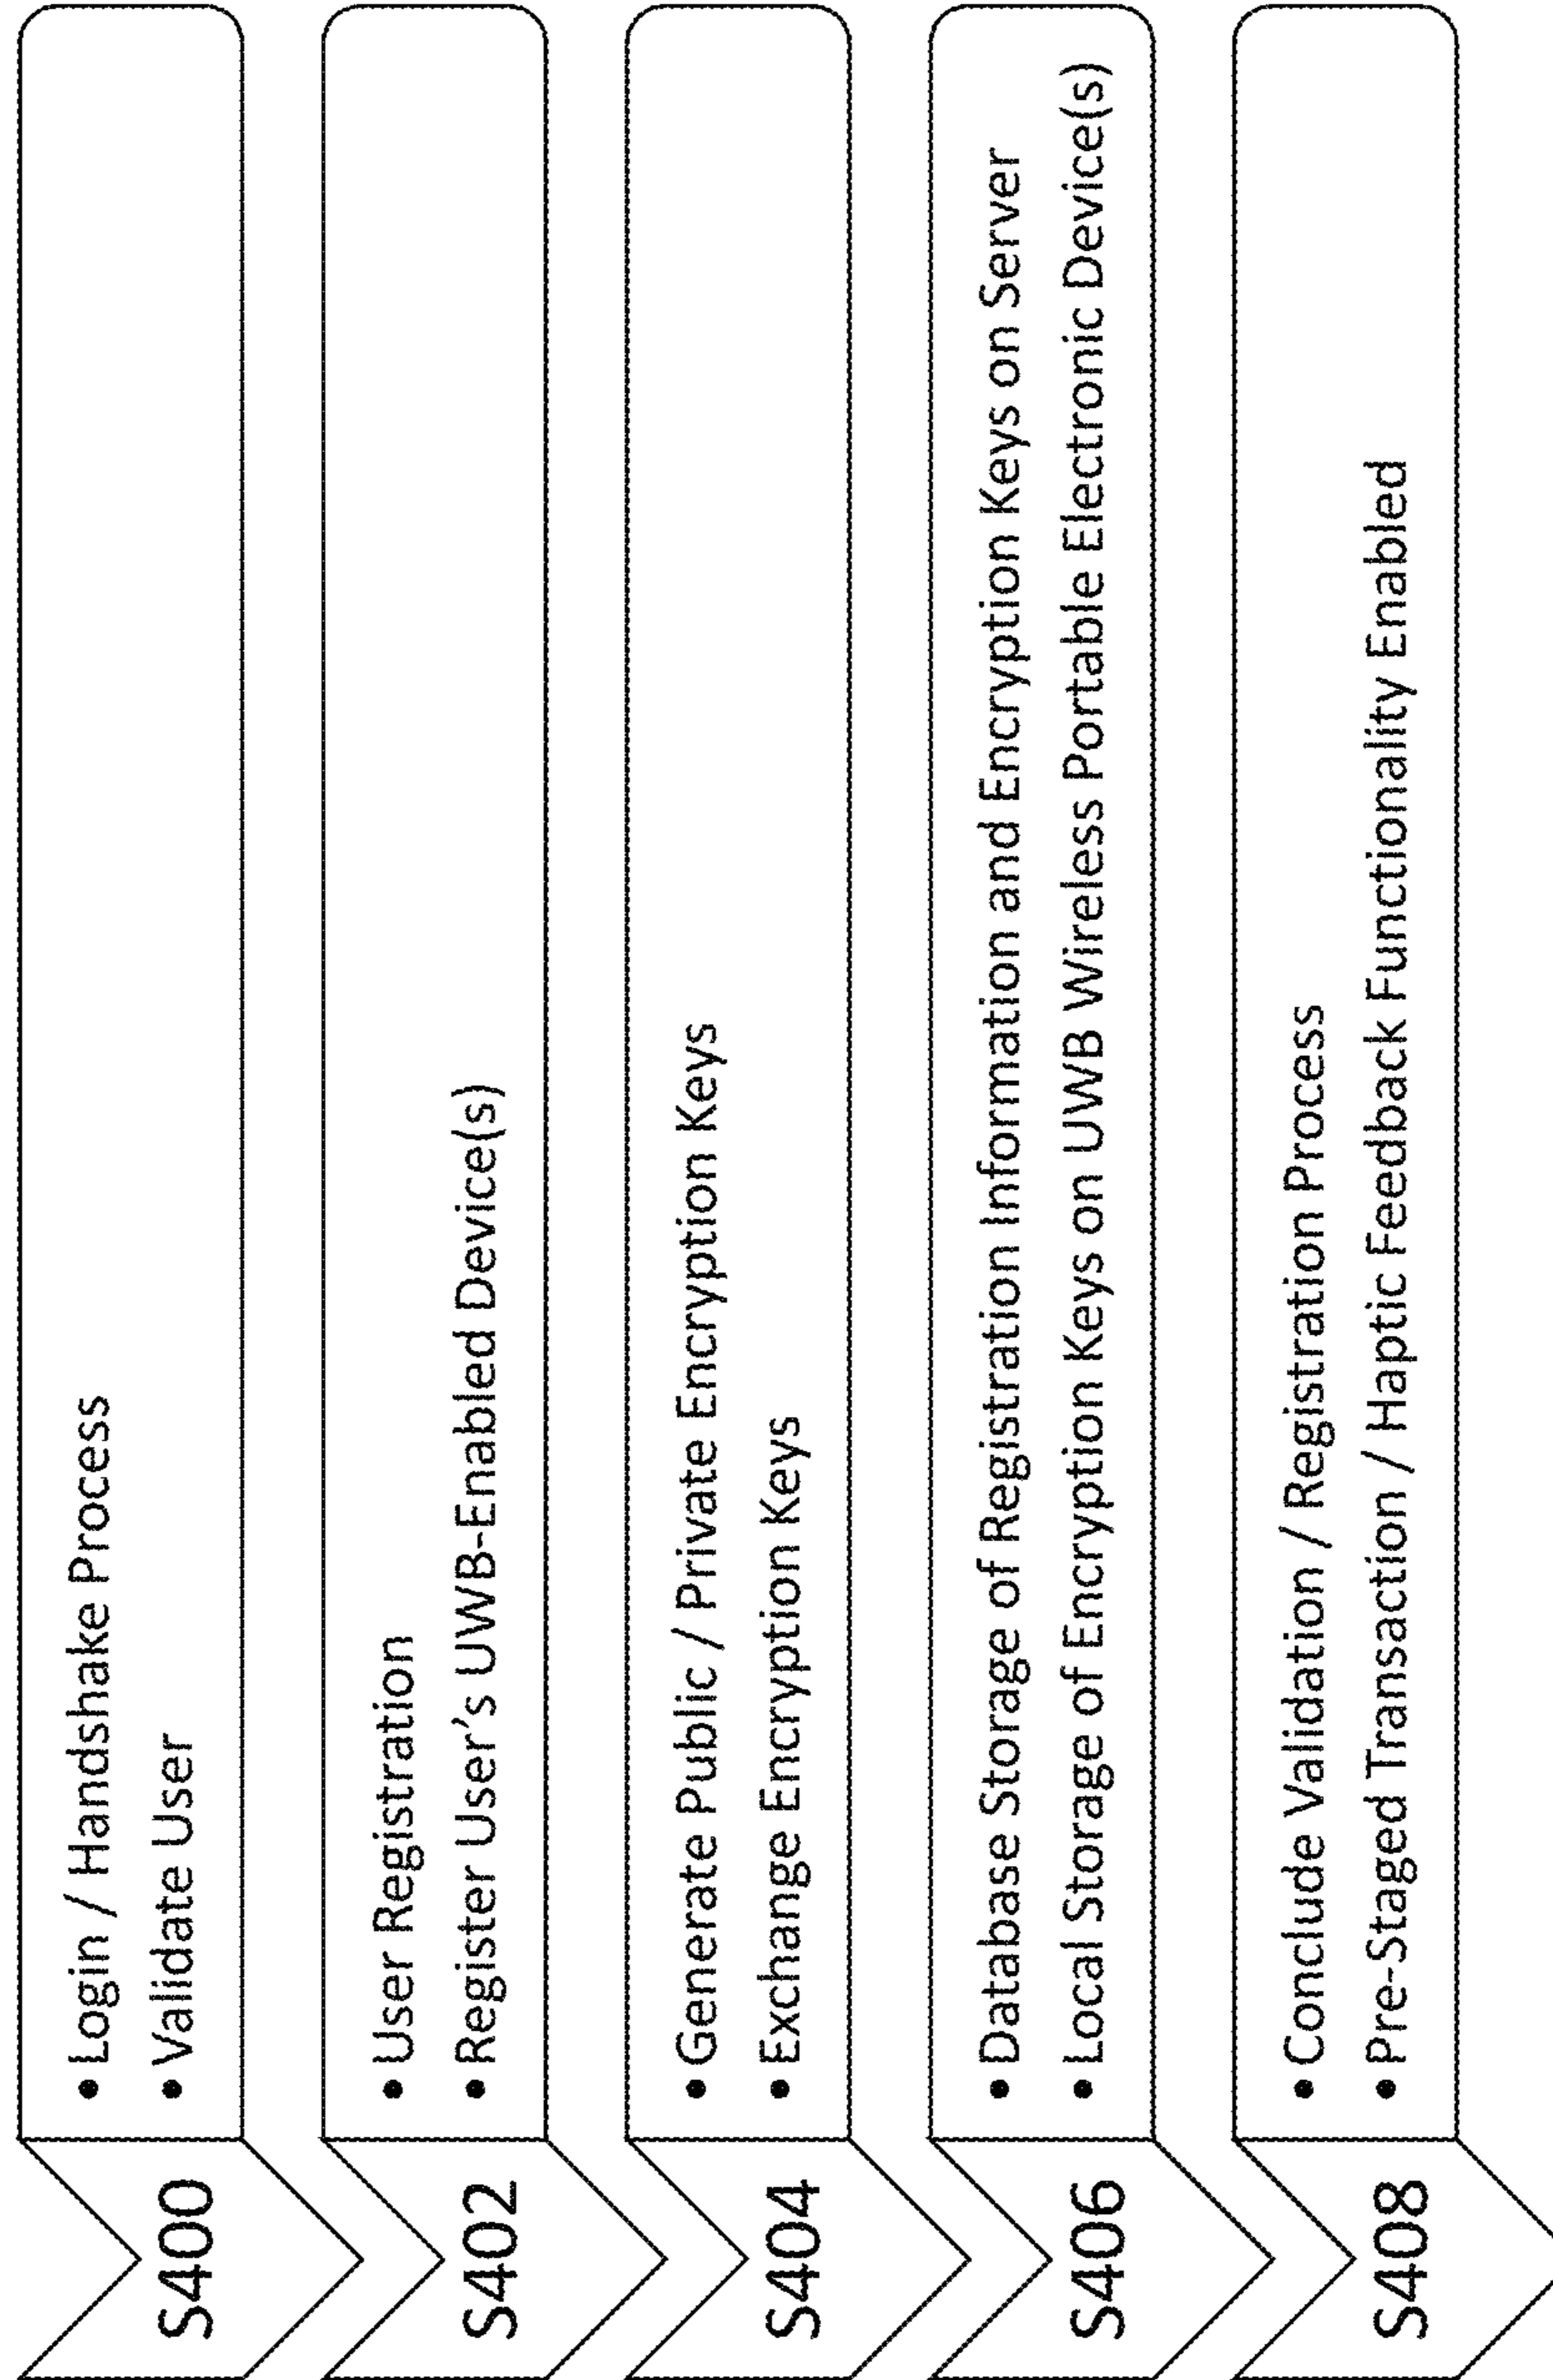 S400
• Login / Handshake Process
• Validate User
S402
• User Registration
• Register User’s UWB-Enabled Device(s)
S404
• Generate Public / Private Encryption Keys
• Exchange Encryption Keys
S406
• Database Storage of Registration Information and Encryption Keys on Server
• Local Storage of Encryption Keys on UWB Wireless Portable Electronic Device(s)
S408
• Conclude Validation / Registration Process
• Pre-Staged Transaction / Haptic Feedback Functionality Enabled